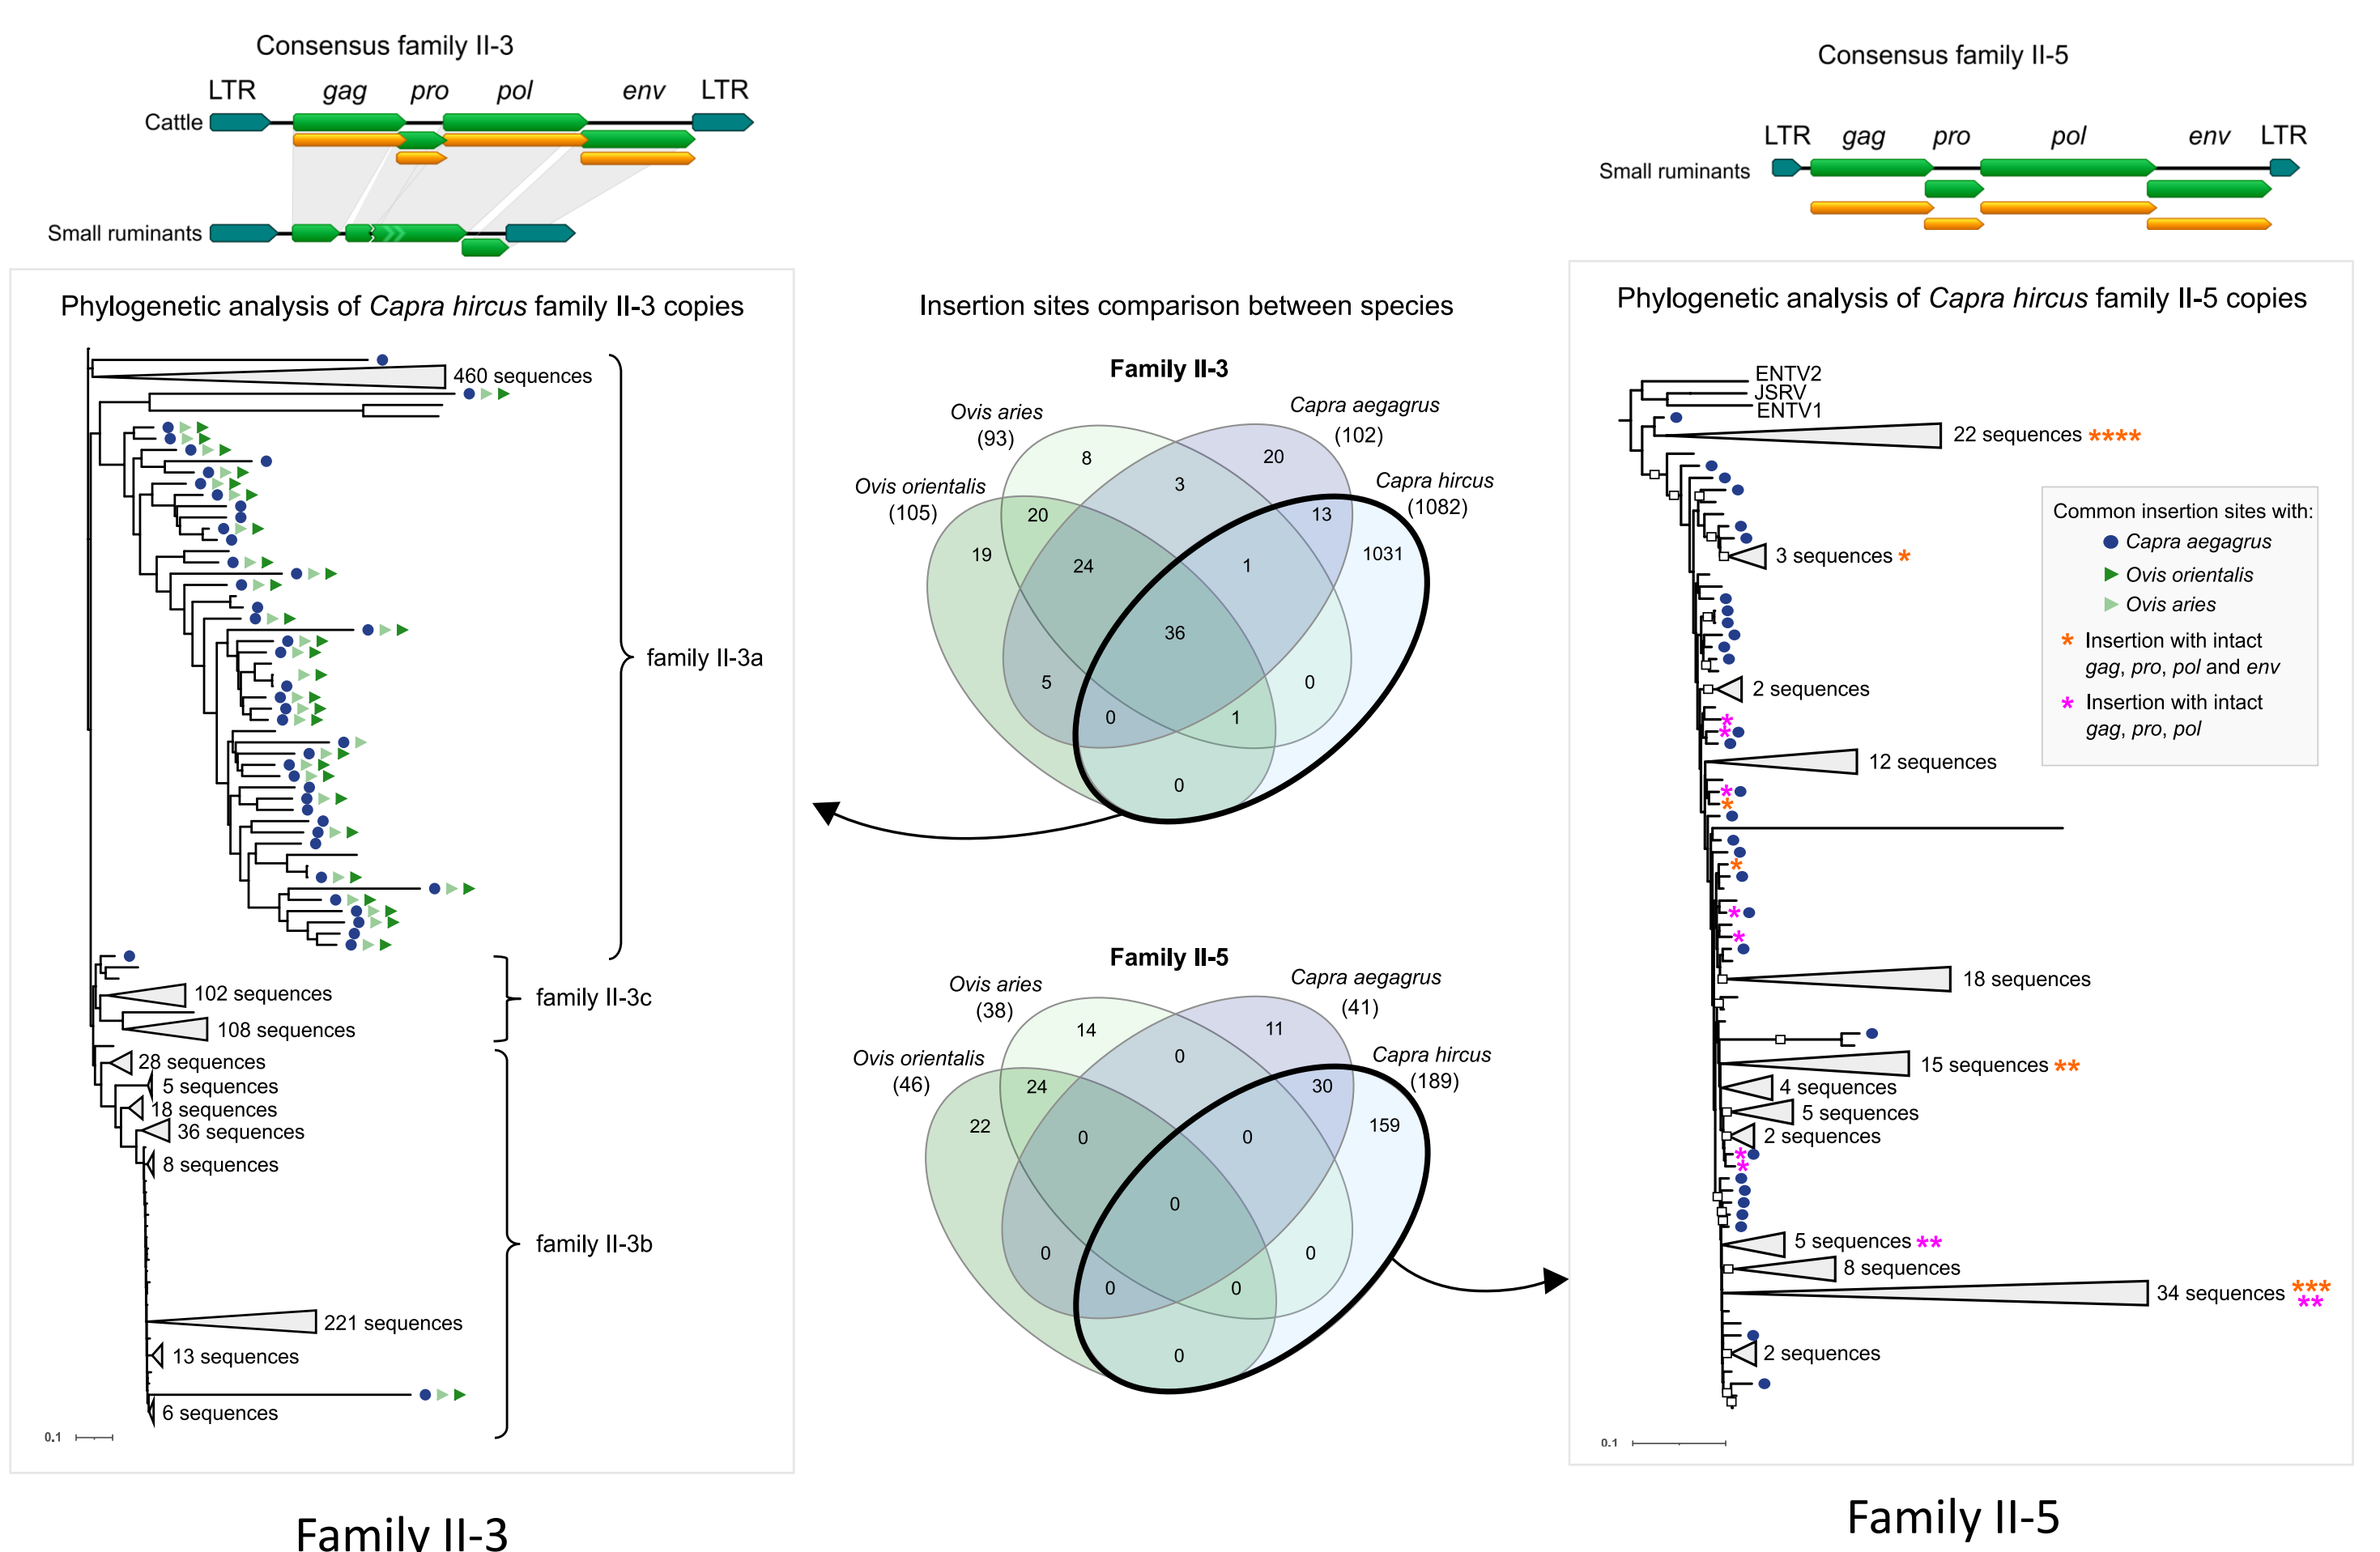 Consensus family II-3
LTR gag pro pol env LTR
Cattle
Small ruminants
Consensus family II-5
LTR gag pro pol env LTR
Small ruminants
Phylogenetic analysis of Capra hircus family II-3 copies
460 sequences
family II-3a
102 sequences
family II-3c
108 sequences
28 sequences
5 sequences
18 sequences
36 sequences
8 sequences
family II-3b
221 sequences
13 sequences
6 sequences
0.1
Family II-3
Insertion sites comparison between species
Family II-3
Ovis aries
(93)
Capra aegagrus
(102)
Ovis orientalis
(105)
Capra hircus
(1082)
8
20
3
20
13
19
24
1
1031
36
5
0
0
1
0
Family II-5
Ovis aries
(38)
Capra aegagrus
(41)
Ovis orientalis
(46)
Capra hircus
(189)
14
11
0
24
30
22
0
0
159
0
0
0
0
0
0
Phylogenetic analysis of Capra hircus family II-5 copies
ENTV2
JSRV
ENTV1
22 sequences ****
3 sequences *
2 sequences
*
*
12 sequences
*
*
*
*
*
18 sequences
15 sequences **
4 sequences
5 sequences
2 sequences
*
*
5 sequences **
8 sequences
34 sequences ***
**
2 sequences
0.1
Common insertion sites with:
Capra aegagrus
Ovis orientalis
Ovis aries
* Insertion with intact
gag, pro, pol and env
* Insertion with intact
gag, pro, pol
Family II-5